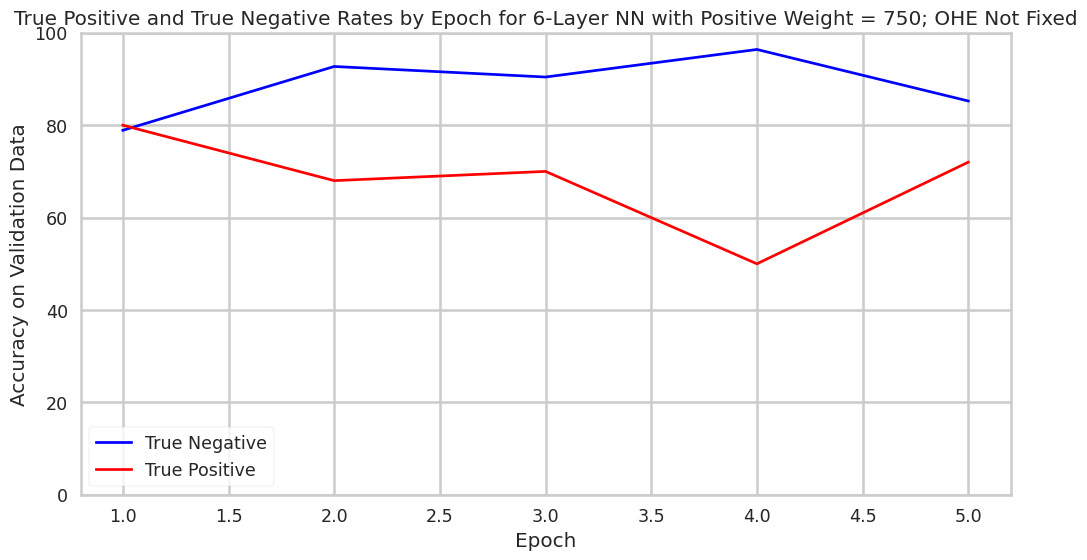 True Positive and True Negative Rates by Epoch for 6-Layer NN with Positive Weight = 750; OHE Not Fixed
Accuracy on Validation Data
100
80
60
40
20
0
True Negative
True Positive
1.0 1.5 2.0 2.5 3.0 3.5 4.0 4.5 5.0
Epoch